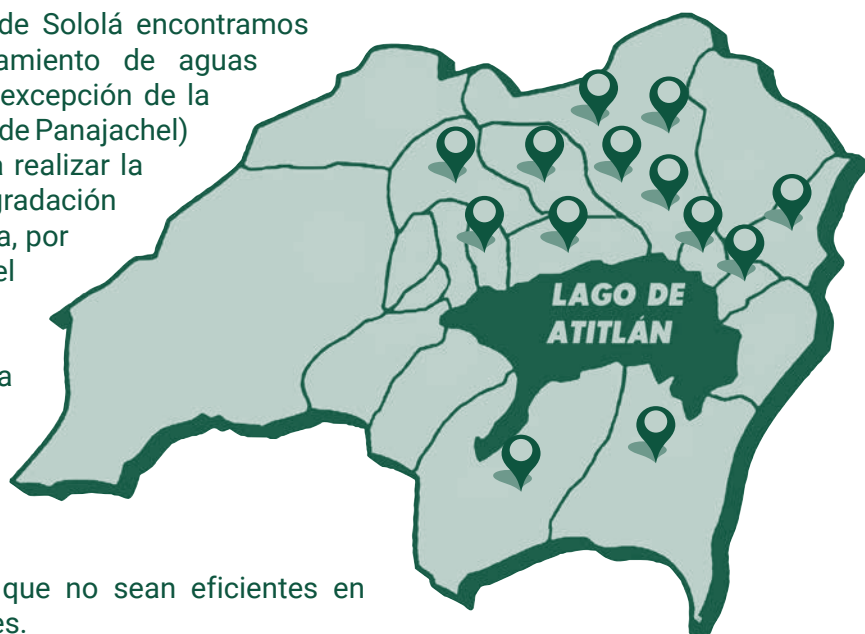 de Sololá encontramos
amiento de aguas
excepción de la
de Panajachel)
a realizar la
gradación
a, por
el
a
que no sean eficientes en
es.
LAGO DE
ATITLÁN